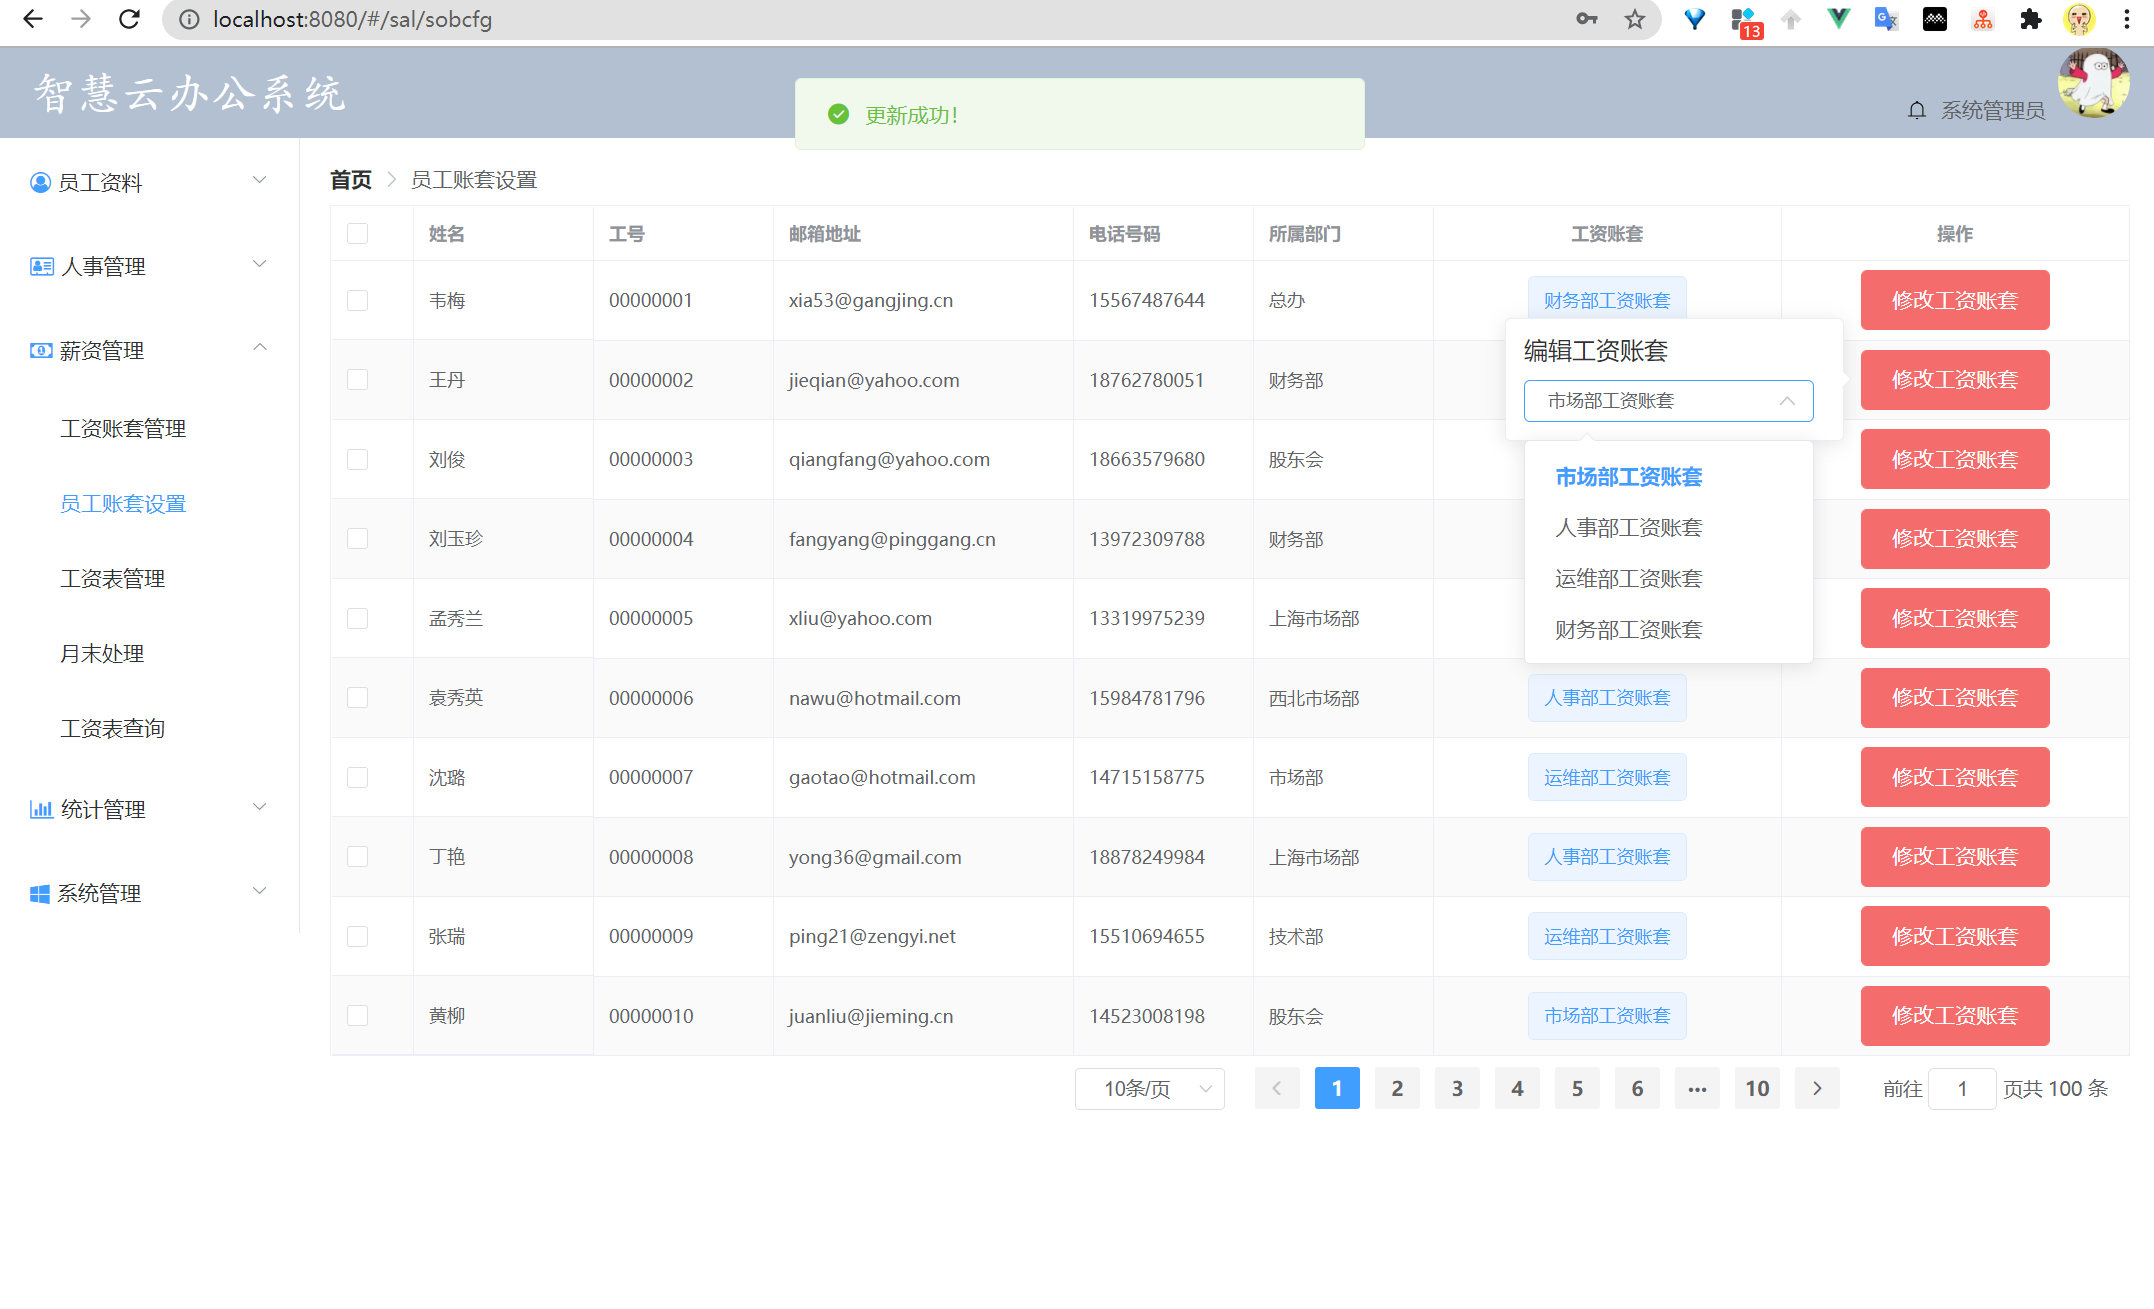 localhost:8080/#/sal/sobcfg
13
智慧云办公系统
更新成功！
系统管理员
员工资料
人事管理
薪资管理
工资账套管理
员工账套设置
工资表管理
月末处理
工资表查询
统计管理
系统管理
首页 员工账套设置
姓名 工号 邮箱地址 电话号码 所属部门 工资账套 操作
韦梅 00000001 xia53@gangjing.cn 15567487644 总办 财务部工资账套 修改工资账套
王丹 00000002 jieqian@yahoo.com 18762780051 财务部 修改工资账套
刘俊 00000003 qiangfang@yahoo.com 18663579680 股东会 修改工资账套
刘玉珍 00000004 fangyang@pinggang.cn 13972309788 财务部 修改工资账套
孟秀兰 00000005 xliu@yahoo.com 13319975239 上海市场部 修改工资账套
袁秀英 00000006 nawu@hotmail.com 15984781796 西北市场部 人事部工资账套 修改工资账套
沈璐 00000007 gaotao@hotmail.com 14715158775 市场部 运维部工资账套 修改工资账套
丁艳 00000008 yong36@gmail.com 18878249984 上海市场部 人事部工资账套 修改工资账套
张瑞 00000009 ping21@zengyi.net 15510694655 技术部 运维部工资账套 修改工资账套
黄柳 00000010 juanliu@jieming.cn 14523008198 股东会 市场部工资账套 修改工资账套
编辑工资账套
市场部工资账套
市场部工资账套
人事部工资账套
运维部工资账套
财务部工资账套
10条/页 1 2 3 4 5 6 ··· 10 前往 1 页共 100 条